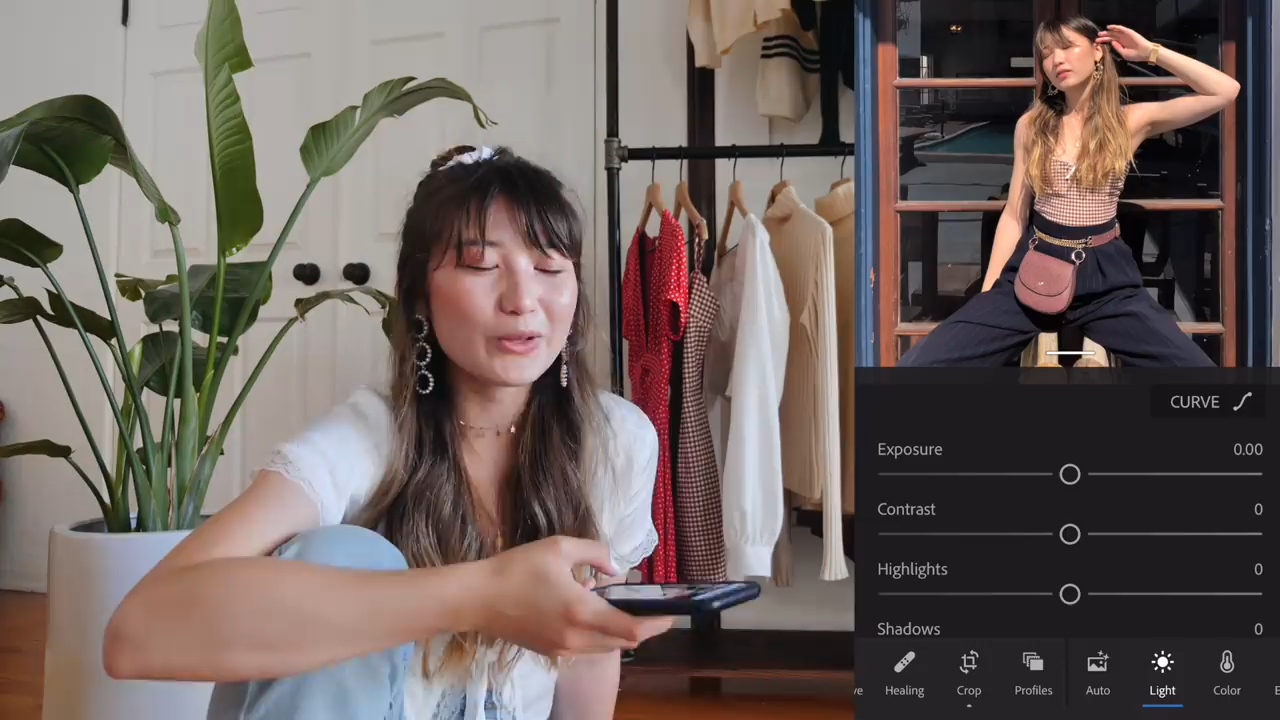 CURVE
Exposure 0.00
Contrast 0
Highlights 0
Shadows 0
Healing Crop Profiles Auto Light Color